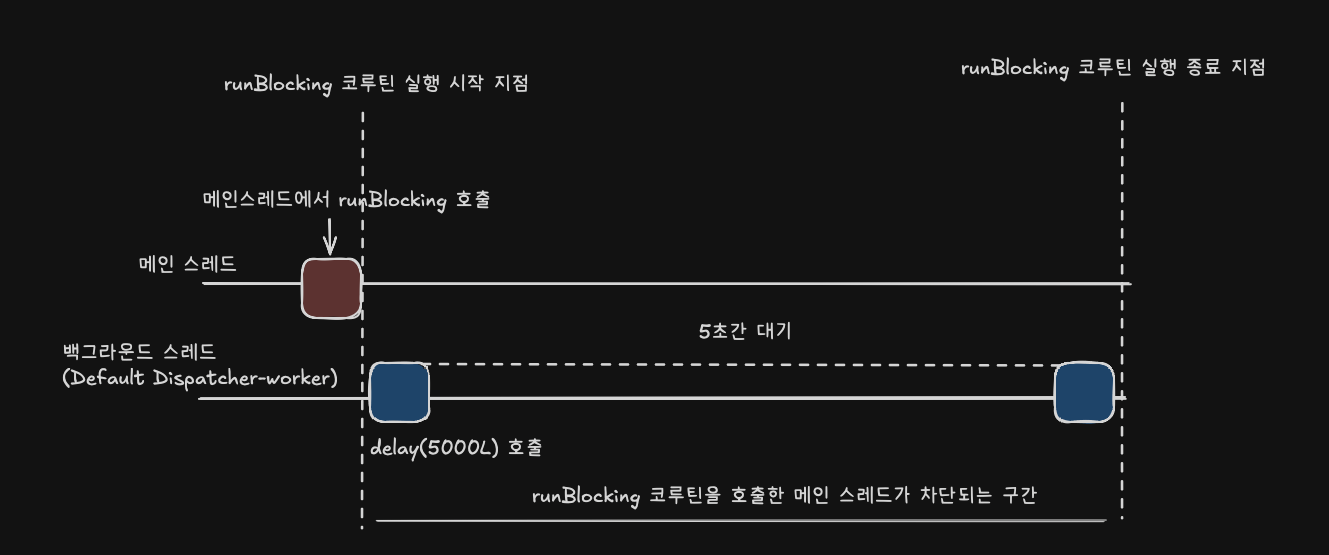 runBlocking 코루틴 실행 시작 지점
runBlocking 코루틴 실행 종료 지점
메인스레드에서 runBlocking 호출
메인 스레드
5초간 대기
백그라운드 스레드
(Default Dispatcher-worker)
delay(5000L) 호출
runBlocking 코루틴을 호출한 메인 스레드가 차단되는 구간